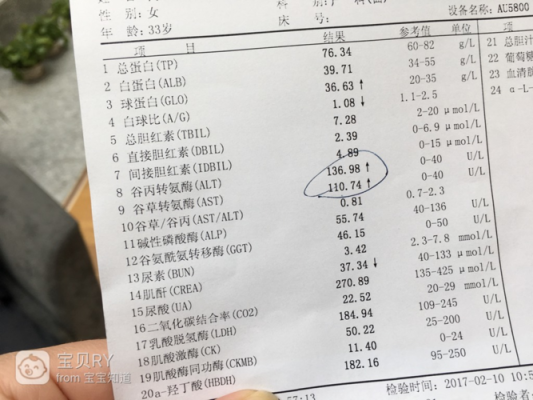 性 别:女
年 龄:33岁
床 号:
设备名称: AU5800
项 目 结果 参考值 单位
1 总蛋白(TP) 76.34 60-82 g/L
2 白蛋白(ALB) 39.71 34-55 g/L
3 球蛋白(GLO) 36.63 ↑ 20-35 g/L
4 白球比(A/G) 1.08 ↓ 1.1-2.5
5 总胆红素(TBIL) 7.28 2-20 μmol/L
6 直接胆红素(DBIL) 2.39 0-6.9 μmol/L
7 间接胆红素(IDBIL) 4.89 0-15 μmol/L
8 谷丙转氨酶(ALT) 136.98 ↑ 0-40 U/L
9 谷草转氨酶(AST) 110.74 ↑ 0-40 U/L
10 谷草/谷丙(AST/ALT) 0.81 0.7-2.3
11 碱性磷酸酶(ALP) 55.74 40-136 U/L
12 谷氨酰氨转移酶(GGT) 46.15 0-50 U/L
13 尿素(BUN) 3.42 2.3-7.8 mmol/L
14 肌酐(CREA) 37.34 ↓ 40-133 μmol/L
15 尿酸(UA) 270.89 135-425 μmol/L
16 二氧化碳结合率(CO2) 22.52 20-29 mmol/L
17 乳酸脱氢酶(LDH) 184.94 109-245 U/L
18 肌酸激酶(CK) 50.22 25-200 U/L
19 肌酸酶同功酶(CKMB) 11.40 0-24 U/L
20 a-羟丁酸(HBDH) 182.16 95-250 U/L
21 总胆汁
22 葡萄糖
23 血清
24 α-L-
57:13 检验时间: 2017-02-10 10:5
检验者:
宝贝RY
from 宝宝知道